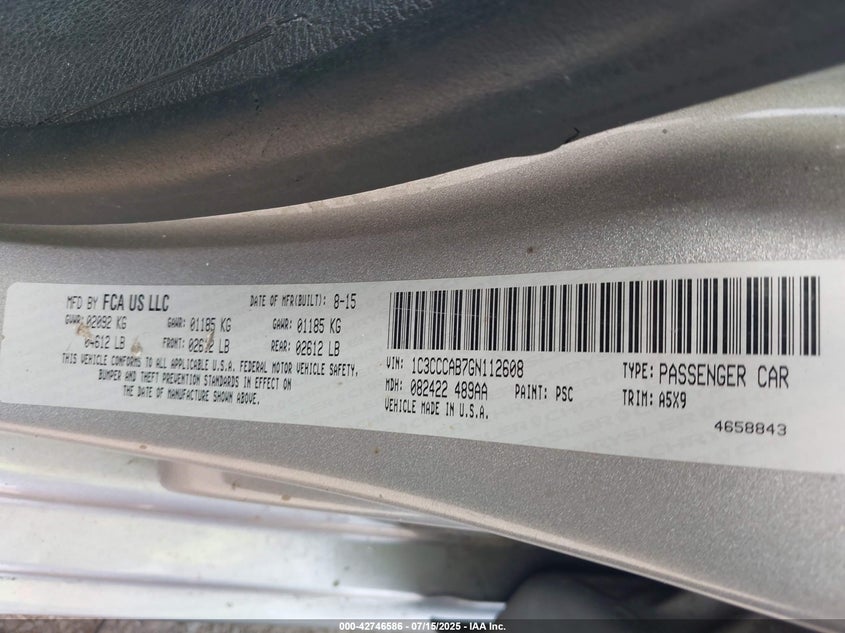 MFD BY FCA US LLC
DATE OF MFR(BUILT): 8-15
GVWR: 02092 KG
GAWR: 01185 KG
GAWR: 01185 KG
04612 LB
FRONT: 02612 LB
REAR: 02612 LB
THIS VEHICLE CONFORMS TO ALL APPLICABLE U.S.A. FEDERAL MOTOR VEHICLE SAFETY,
BUMPER AND THEFT PREVENTION STANDARDS IN EFFECT ON
THE DATE OF MANUFACTURE SHOWN ABOVE.
VIN: 1C3CCCAB7GN112608
TYPE: PASSENGER CAR
MDH: 082422 489AA
PAINT: PSC
TRIM: A5X9
VEHICLE MADE IN U.S.A.
4658843
000-42746586 - 07/15/2025 - IAA Inc.